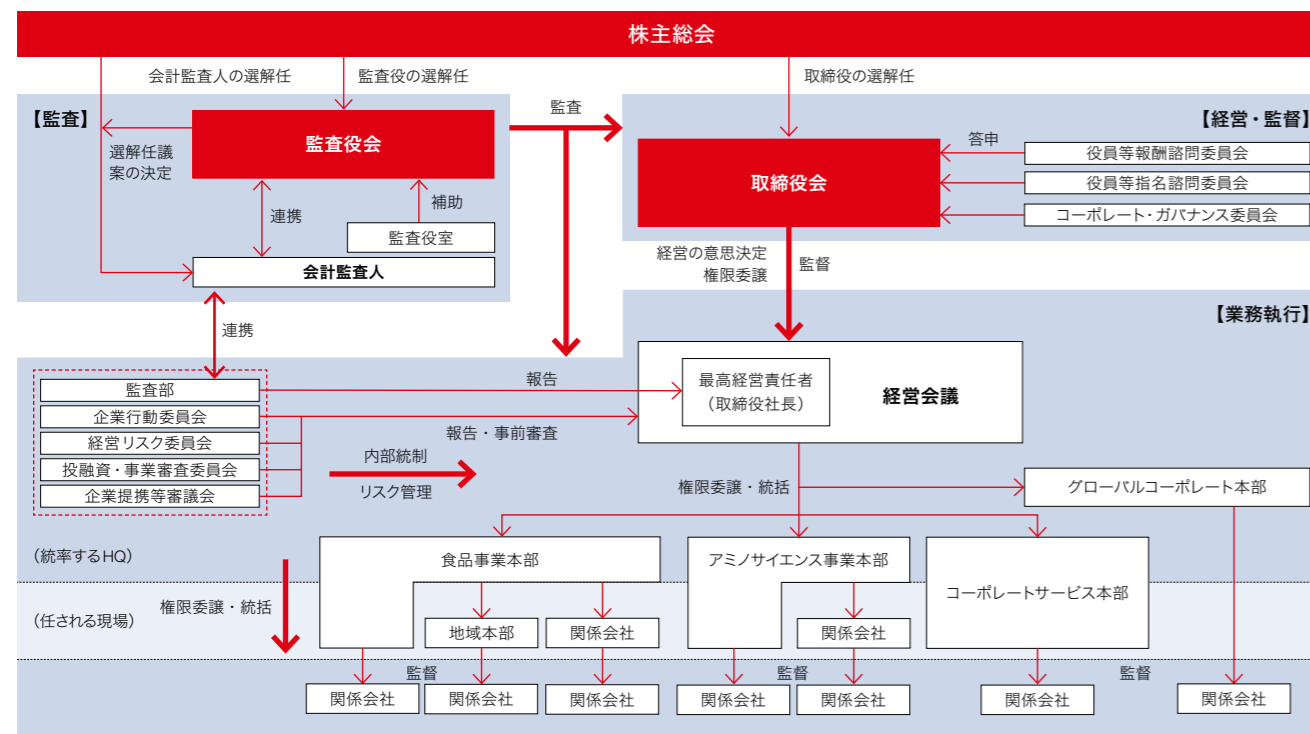 株主総会
会計監査人の選解任
監査役の選解任
取締役の選解任
【監査】
監査
【経営・監督】
監査役会
選解任議
案の決定
連携
補助
監査役室
会計監査人
取締役会
答申
役員等報酬諮問委員会
役員等指名諮問委員会
コーポレート・ガバナンス委員会
経営の意思決定
権限委譲
監督
連携
【業務執行】
監査部
企業行動委員会
経営リスク委員会
投融資・事業審査委員会
企業提携等審議会
報告
報告・事前審査
内部統制
リスク管理
最高経営責任者
（取締役社長）
経営会議
権限委譲・統括
グローバルコーポレート本部
（統率するHQ）
食品事業本部
アミノサイエンス事業本部
コーポレートサービス本部
（任される現場）
権限委譲・統括
地域本部
関係会社
関係会社
監督
監督
監督
関係会社
関係会社
関係会社
関係会社
関係会社
関係会社
関係会社